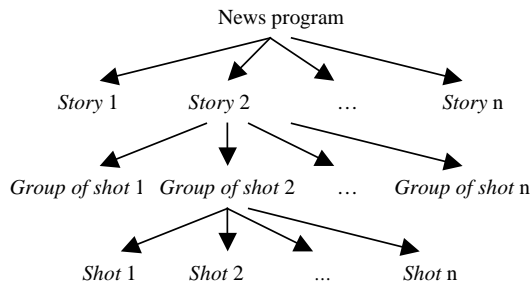 News program
Story 1 Story 2 … Story n
Group of shot 1 Group of shot 2 … Group of shot n
Shot 1 Shot 2 ... Shot n